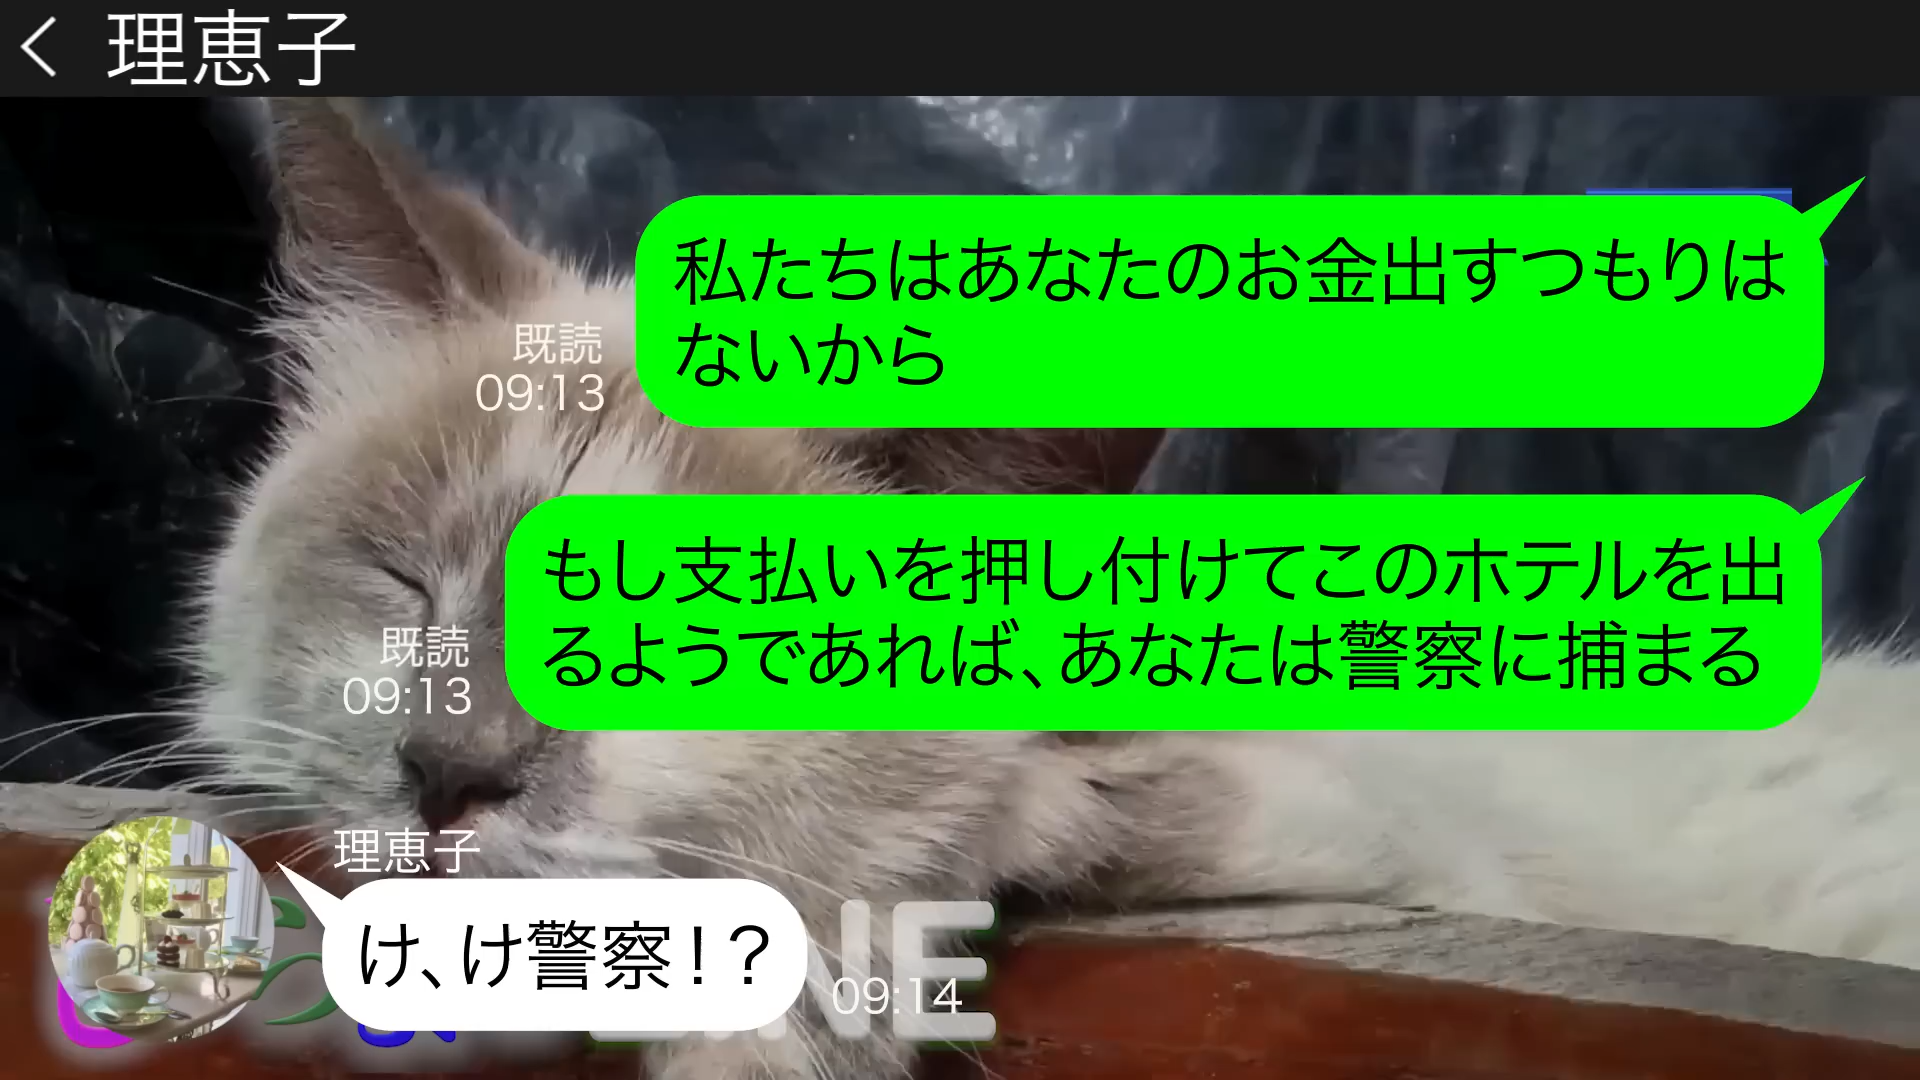 理恵子
私たちはあなたのお金出すつもりは
ないから
既読
09:13
もし支払いを押し付けてこのホテルを出
るようであれば、あなたは警察に捕まる
既読
09:13
理恵子
け、け警察！？
09:14